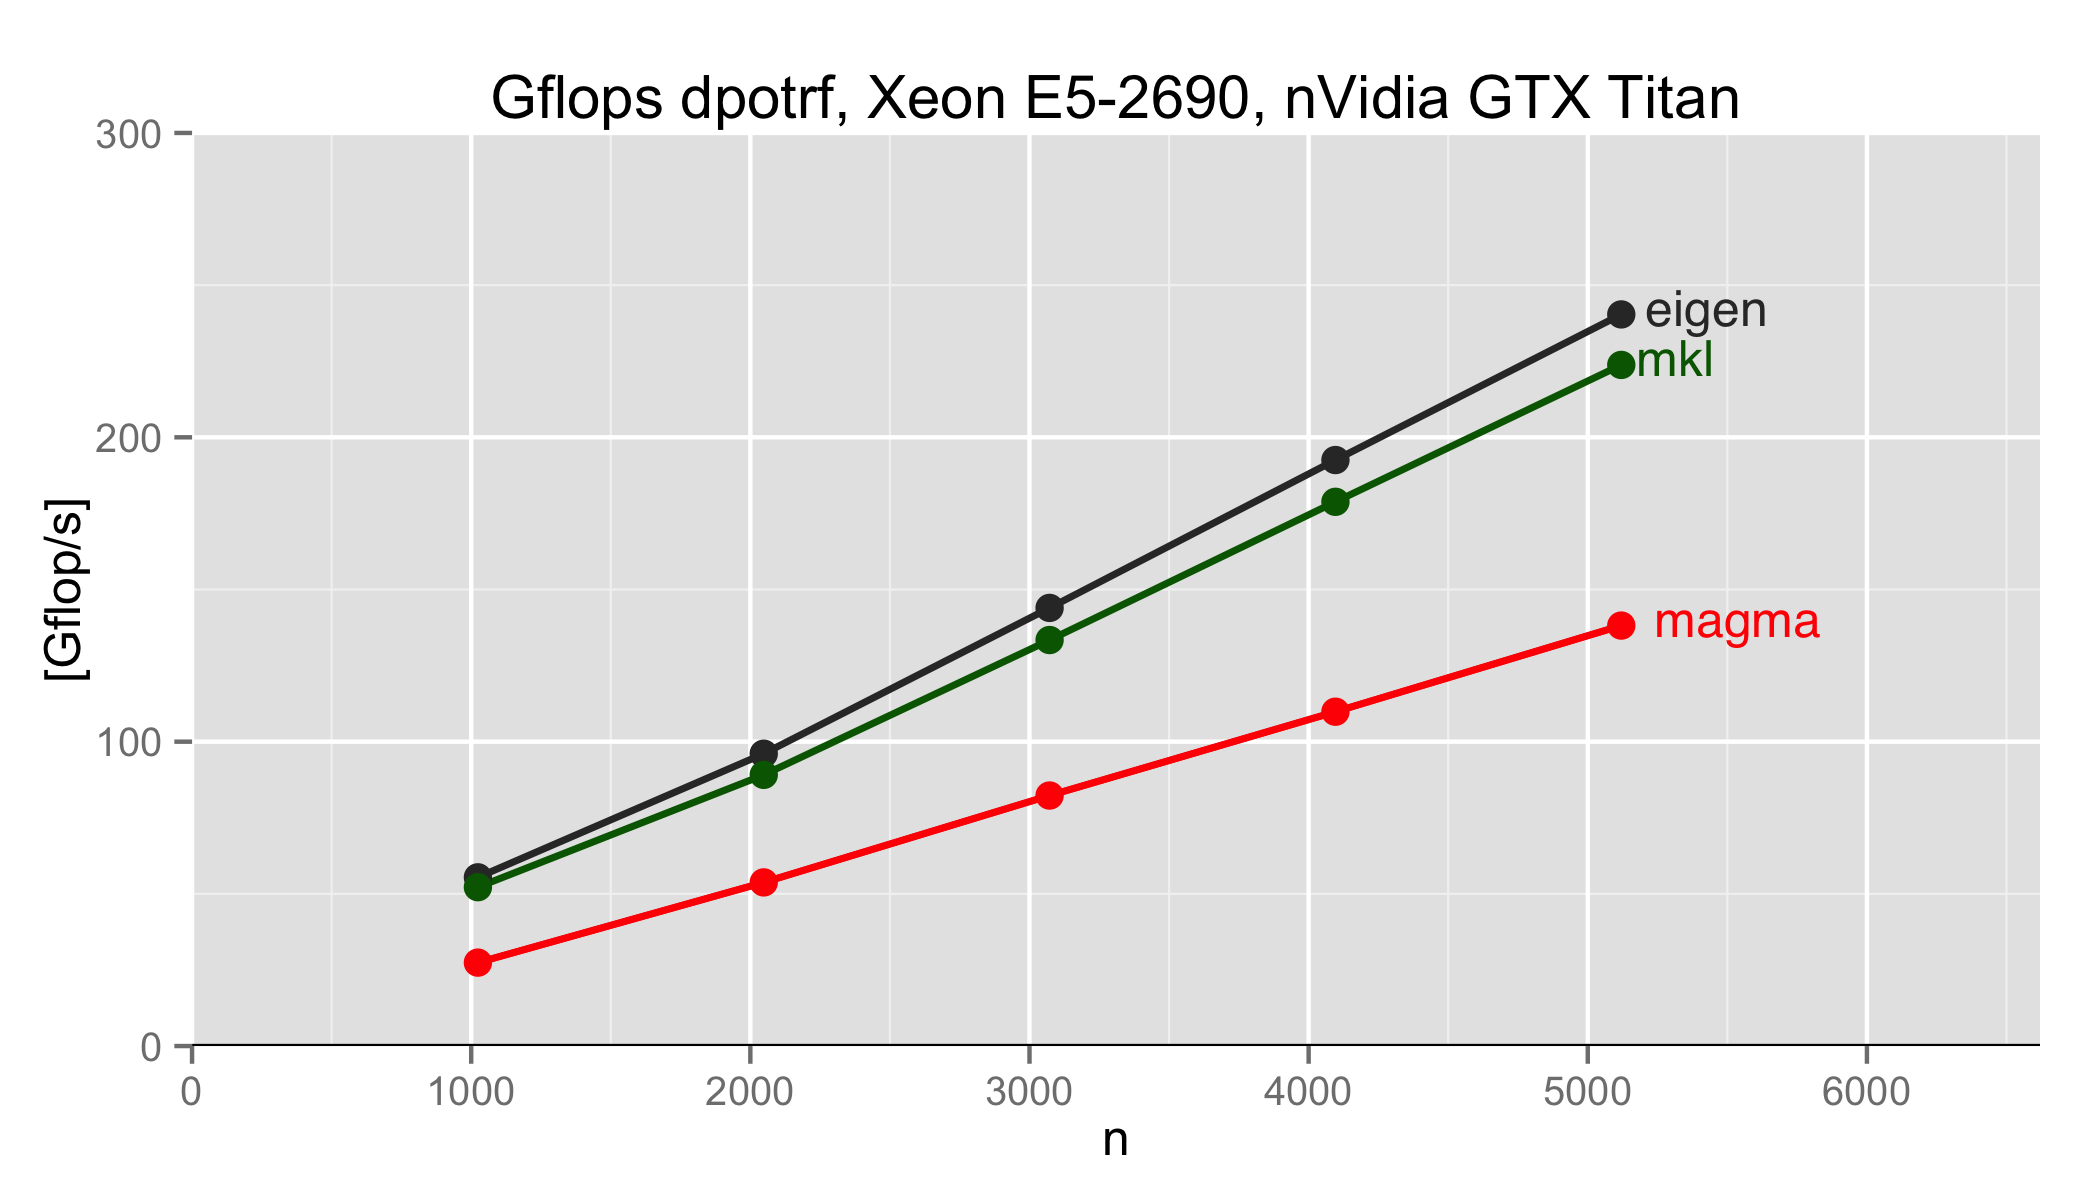 Gflops dpotrf, Xeon E5-2690, nVidia GTX Titan
300
200
100
0
[Gflop/s]
eigen
mkl
magma
0 1000 2000 3000 4000 5000 6000
n